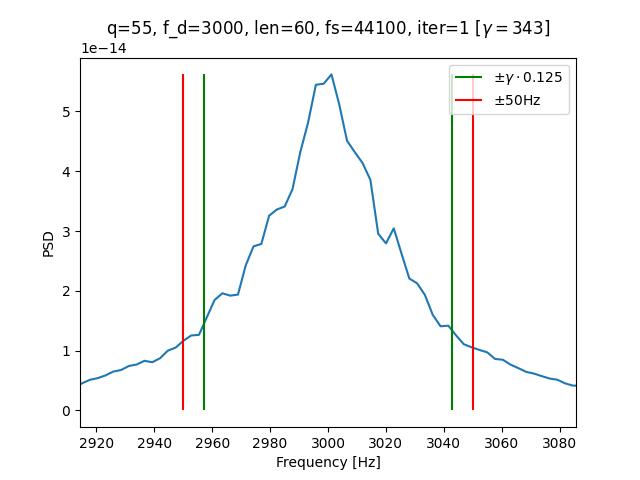 q=55, f_d=3000, len=60, fs=44100, iter=1 [γ = 343]
1e−14
±γ · 0.125
±50Hz
5
4
3
2
1
0
PSD
2920 2940 2960 2980 3000 3020 3040 3060 3080
Frequency [Hz]